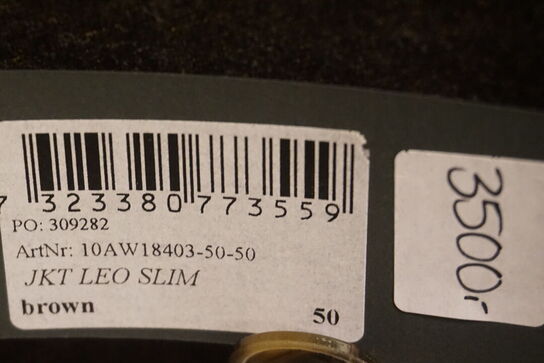 7 323380 773559
PO: 309282
ArtNr: 10AW18403-50-50
JKT LEO SLIM
brown 50
3500,-